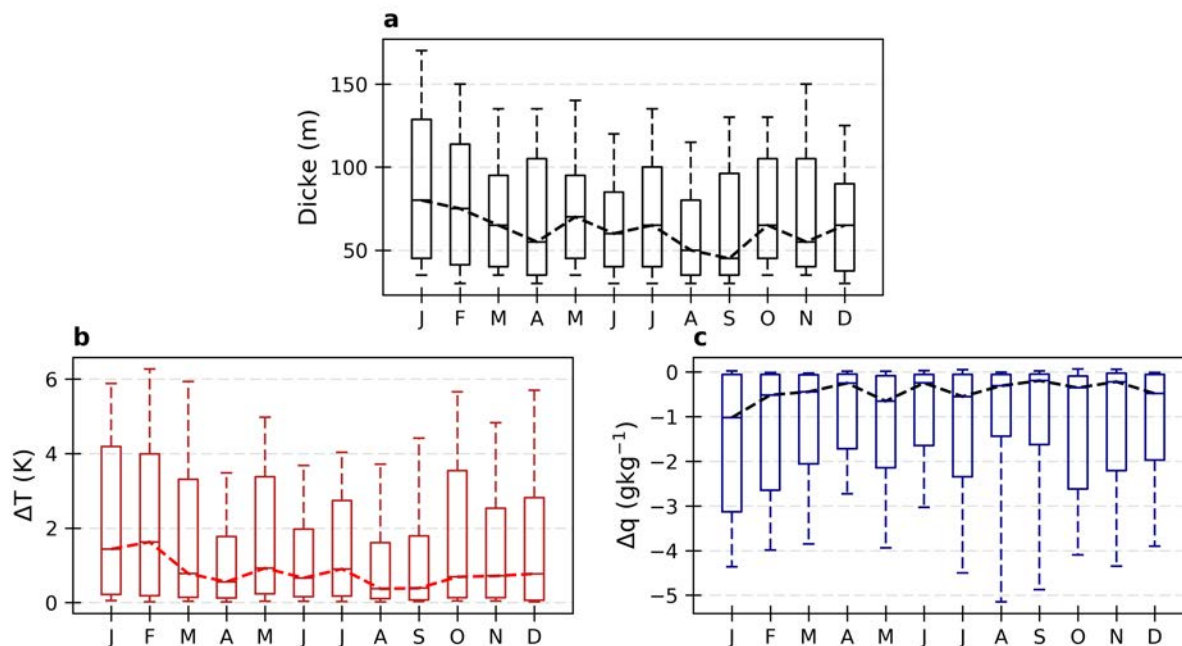 a
150
100
50
Dicke (m)
J F M A M J J A S O N D
b
6
4
2
0
ΔT (K)
J F M A M J J A S O N D
c
0
−1
−2
−3
−4
−5
Δq (gkg⁻¹)
J F M A M J J A S O N D